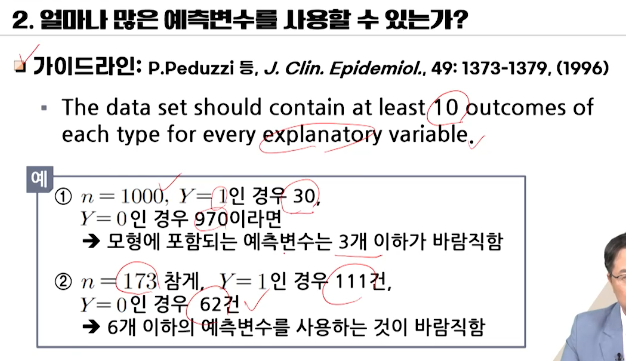 2. 얼마나 많은 예측변수를 사용할 수 있는가?
가이드라인: P.Peduzzi 등, J. Clin. Epidemiol., 49: 1373-1379, (1996)
▪ The data set should contain at least 10 outcomes of
each type for every explanatory variable.
예
① n = 1000, Y = 1인 경우 30,
Y = 0인 경우 970이라면
➔ 모형에 포함되는 예측변수는 3개 이하가 바람직함
② n = 173 참게, Y = 1인 경우 111건,
Y = 0인 경우 62건
➔ 6개 이하의 예측변수를 사용하는 것이 바람직함